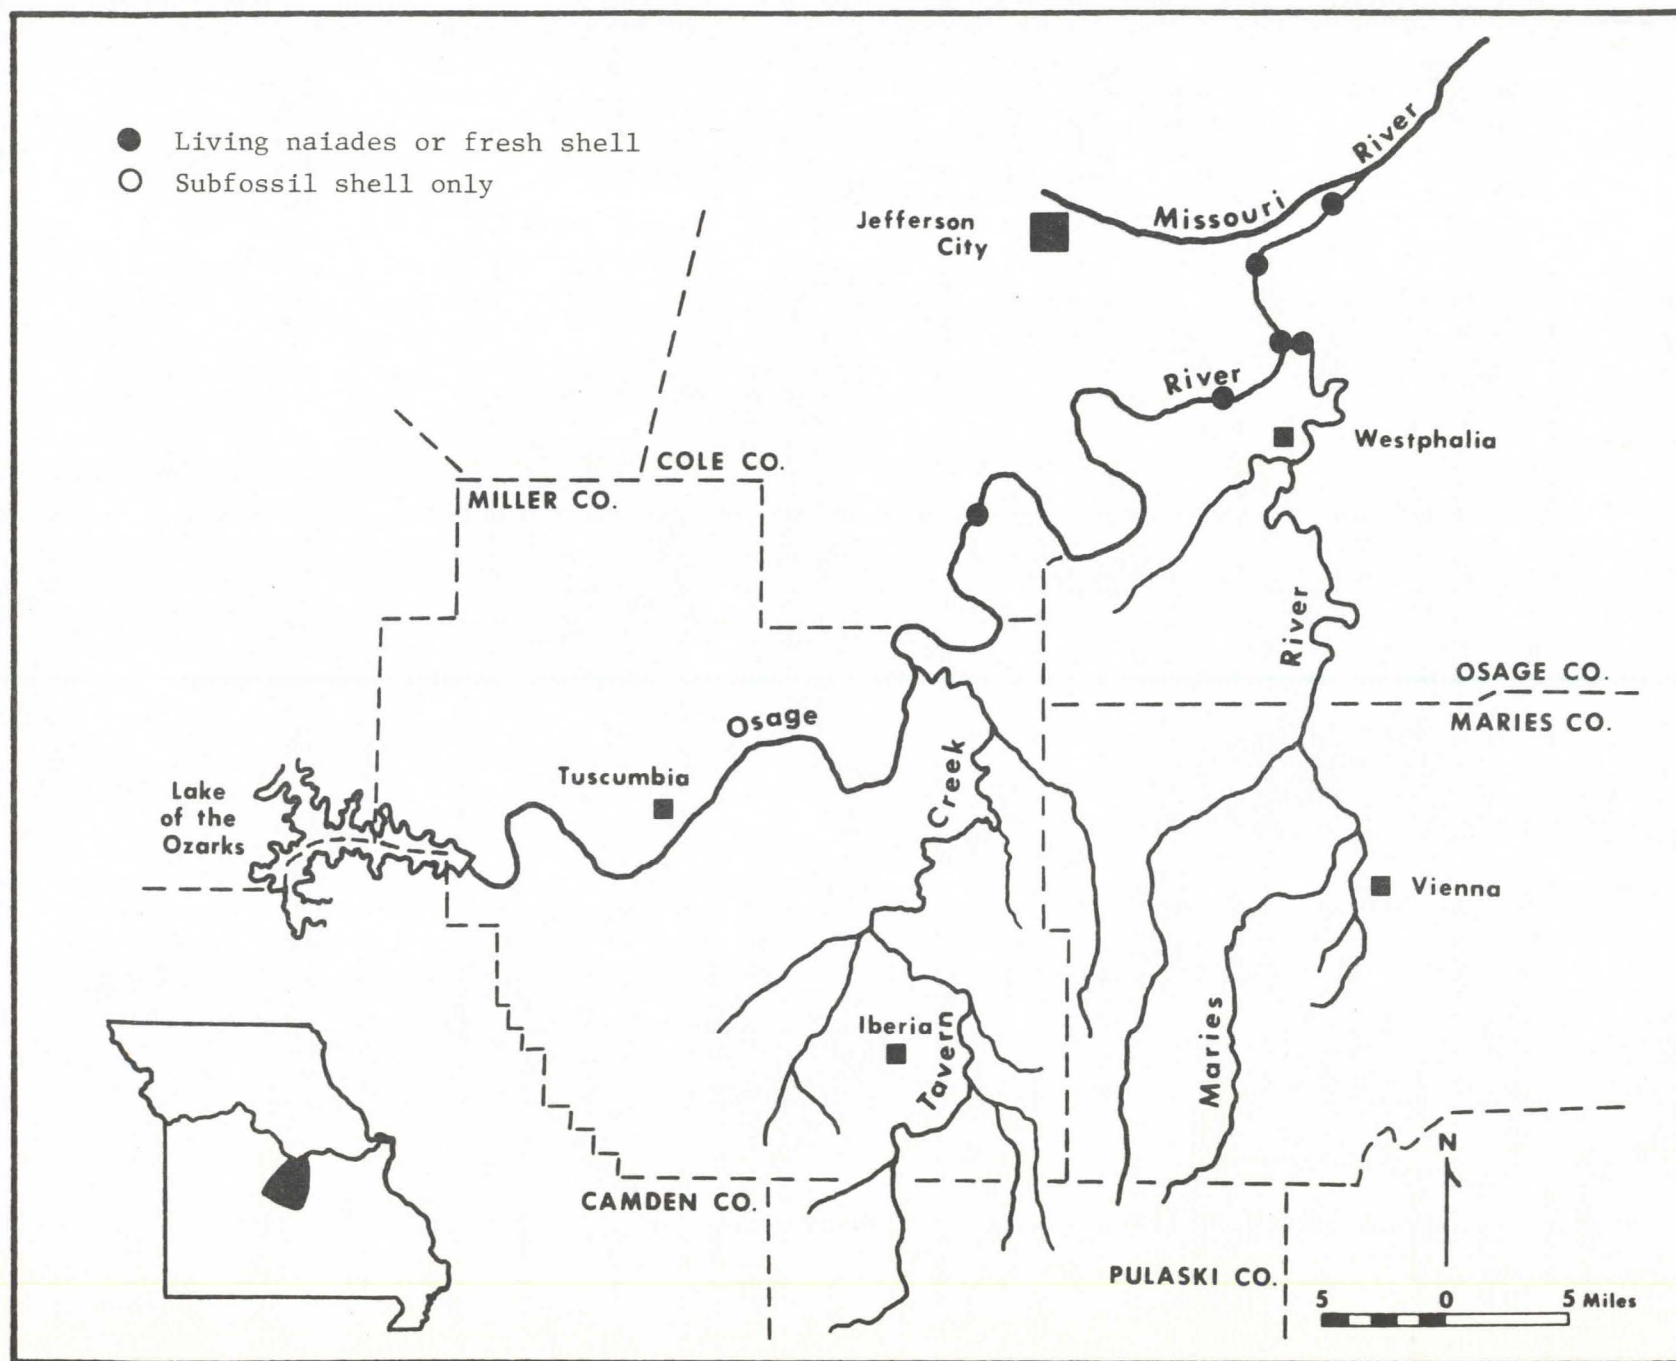 Living naiades or fresh shell
Subfossil shell only
River
Missouri
Jefferson
City
River
Westphalia
COLE CO.
MILLER CO.
River
OSAGE CO.
MARIES CO.
Osage
Creek
Tuscumbia
Lake
of the
Ozarks
Vienna
Iberia
Tavern
Maries
N
CAMDEN CO.
PULASKI CO.
5 0 5 Miles